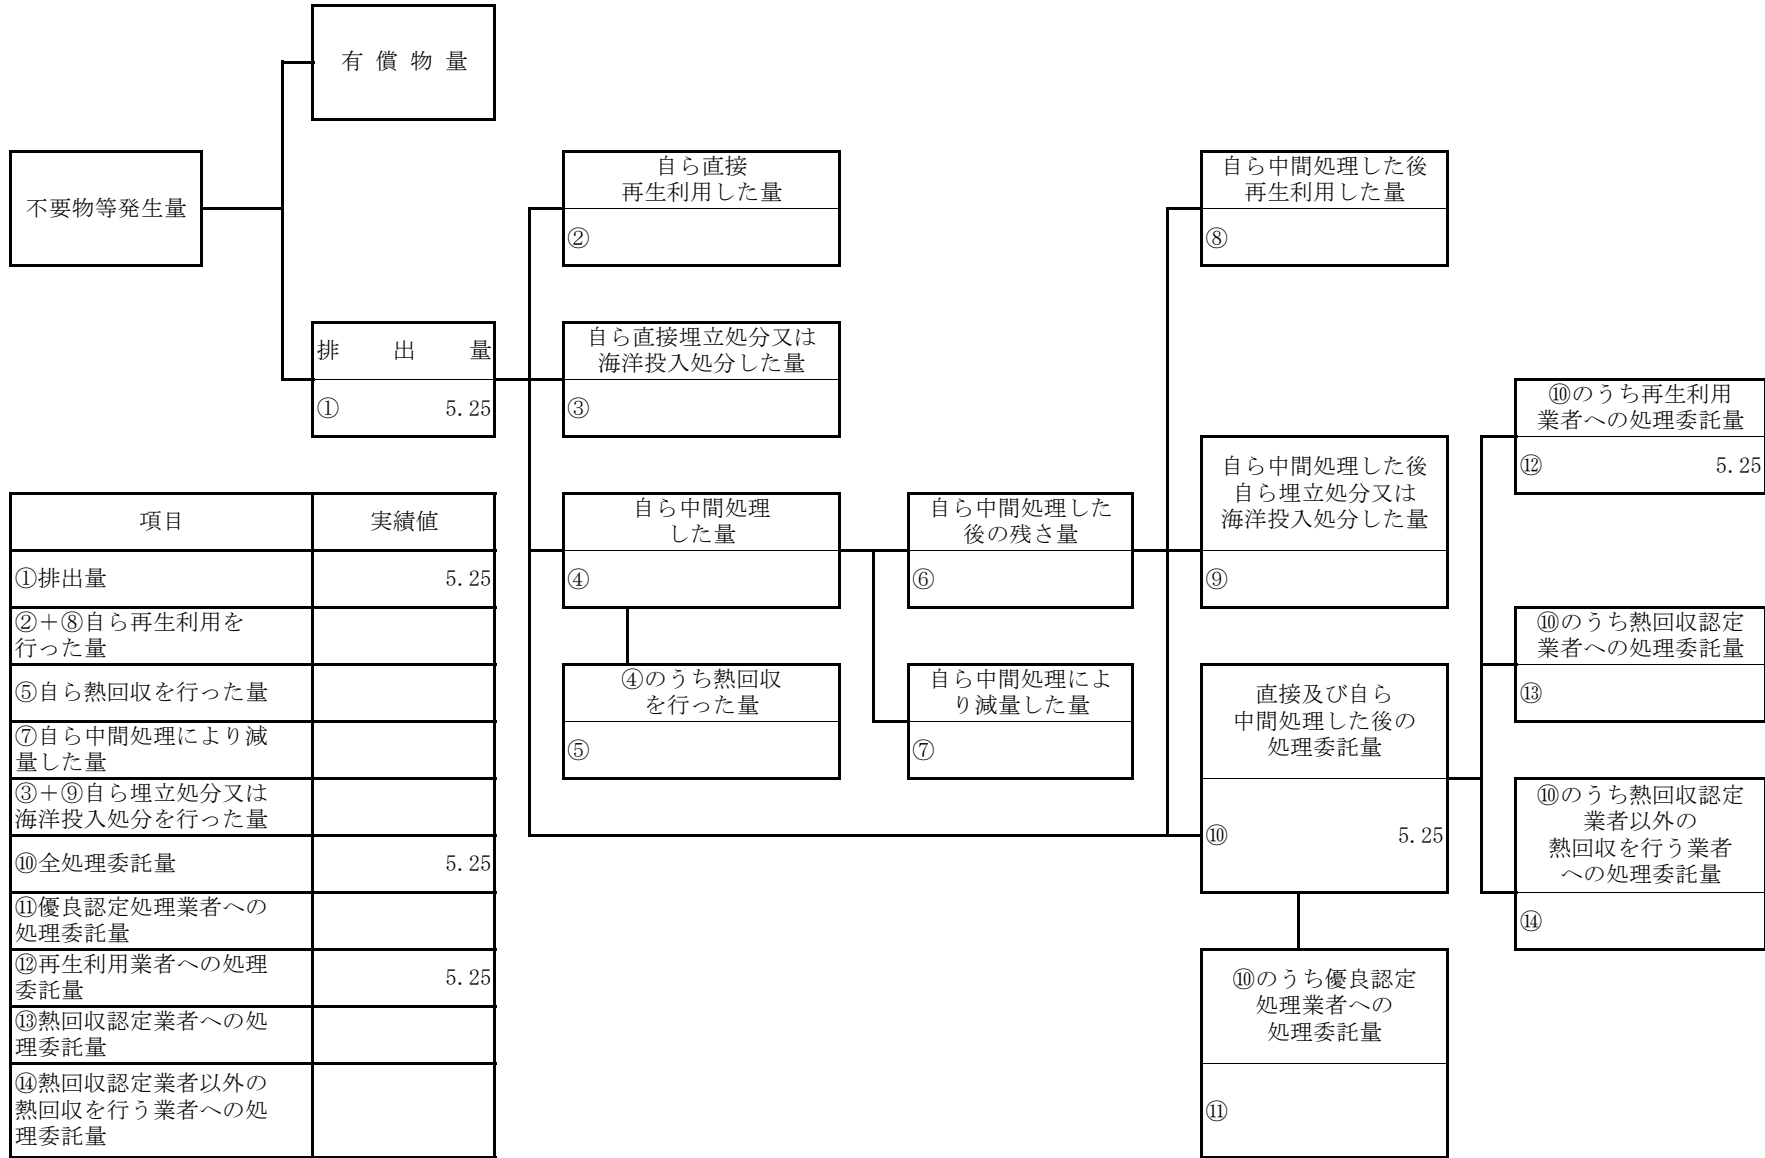 有 償 物 量
不要物等発生量
自ら直接
再生利用した量
②
自ら中間処理した後
再生利用した量
⑧
排 出 量
① 5.25
自ら直接埋立処分又は
海洋投入処分した量
③
⑩のうち再生利用
業者への処理委託量
⑫ 5.25
自ら中間処理
した量
④
自ら中間処理した
後の残さ量
⑥
自ら中間処理した後
自ら埋立処分又は
海洋投入処分した量
⑨
⑩のうち熱回収認定
業者への処理委託量
⑬
④のうち熱回収
を行った量
⑤
自ら中間処理によ
り減量した量
⑦
直接及び自ら
中間処理した後の
処理委託量
⑩ 5.25
⑩のうち熱回収認定
業者以外の
熱回収を行う業者
への処理委託量
⑭
⑩のうち優良認定
処理業者への
処理委託量
⑪
項目 実績値
①排出量 5.25
②＋⑧自ら再生利用を
行った量
⑤自ら熱回収を行った量
⑦自ら中間処理により減
量した量
③＋⑨自ら埋立処分又は
海洋投入処分を行った量
⑩全処理委託量 5.25
⑪優良認定処理業者への
処理委託量
⑫再生利用業者への処理
委託量 5.25
⑬熱回収認定業者への処
理委託量
⑭熱回収認定業者以外の
熱回収を行う業者への処
理委託量